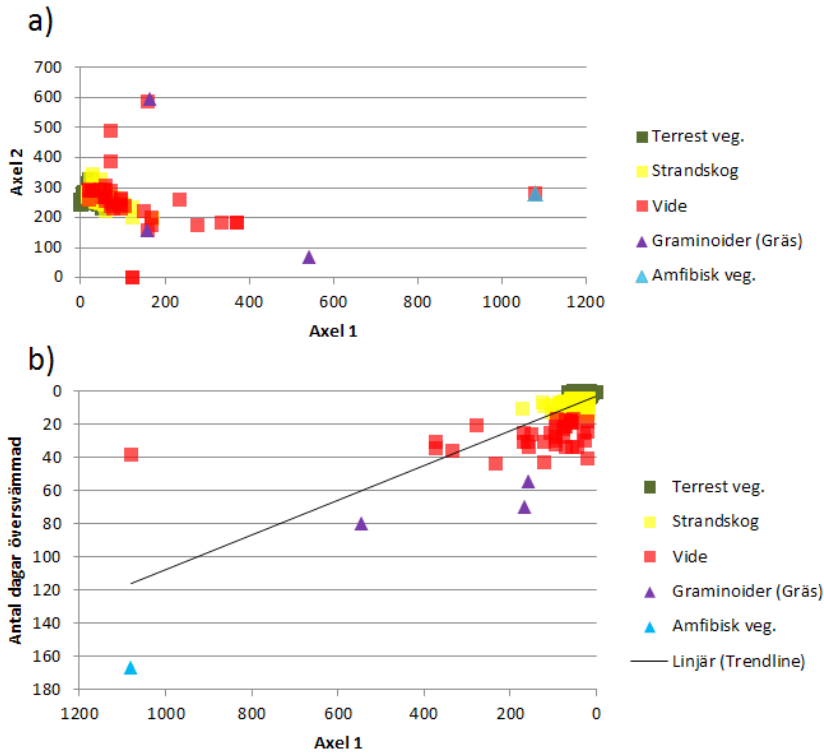 a)
700
600
500
400
300
200
100
0
Axel 2
0 200 400 600 800 1000 1200
Axel 1
Terrest veg.
Strandskog
Vide
Graminoider (Gräs)
Amfibisk veg.
b)
0
20
40
60
80
100
120
140
160
180
Antal dagar översvämmad
1200 1000 800 600 400 200 0
Axel 1
Terrest veg.
Strandskog
Vide
Graminoider (Gräs)
Amfibisk veg.
Linjär (Trendline)